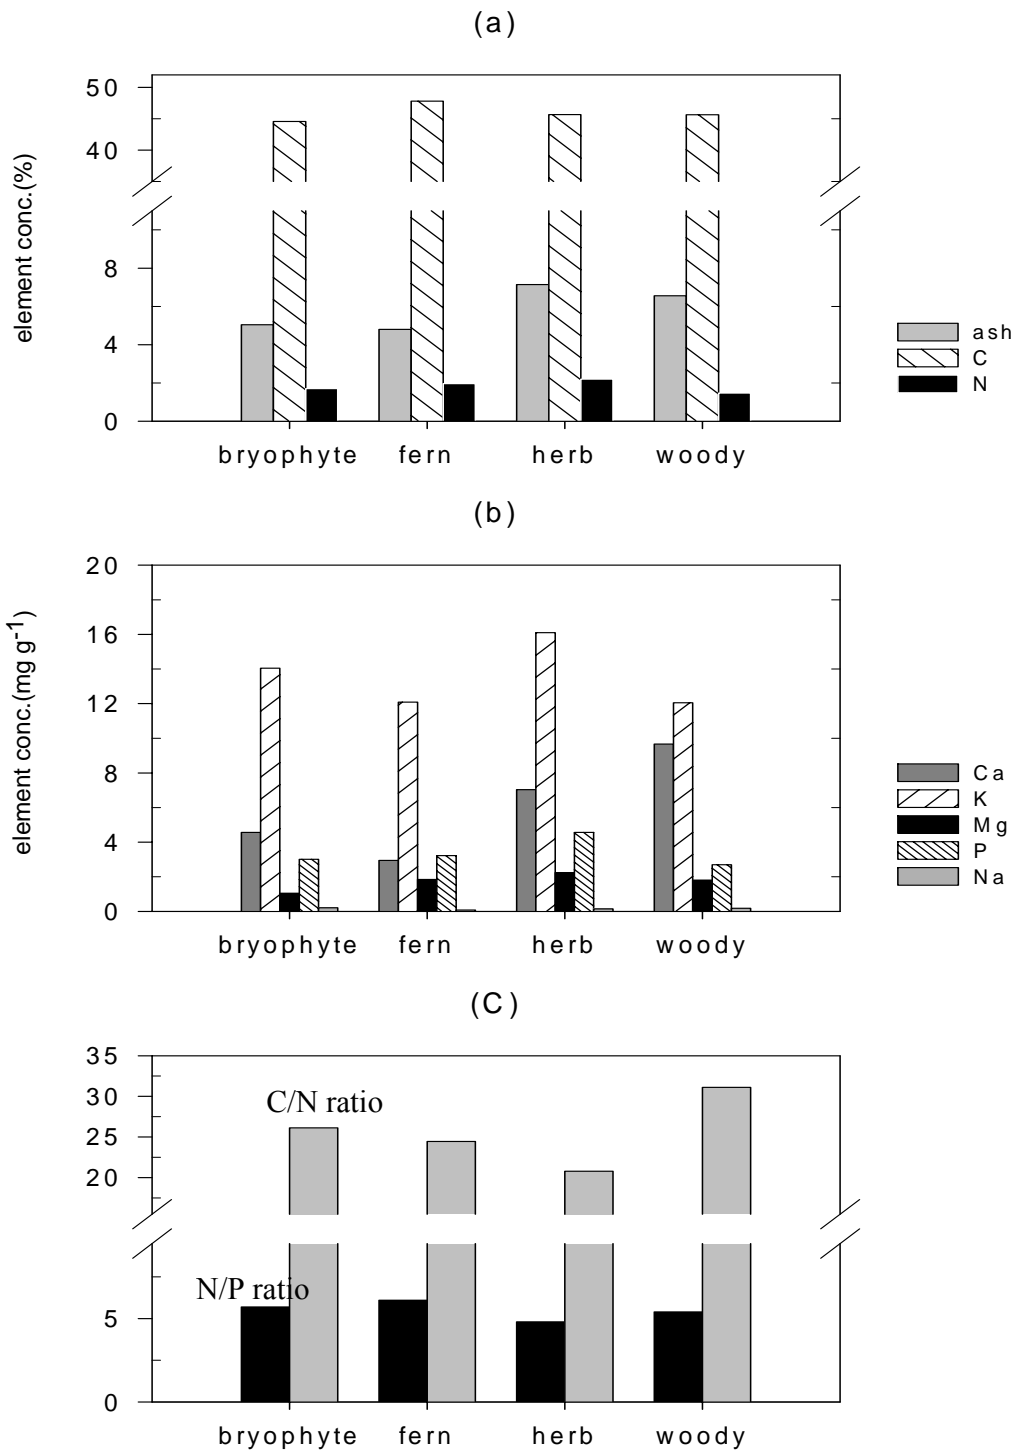 (a)
50
40
8
4
0
element conc.(%)
bryophyte fern herb woody
ash
C
N
(b)
20
16
12
8
4
0
element conc.(mg g-1)
bryophyte fern herb woody
Ca
K
Mg
P
Na
(C)
35
30
25
20
5
0
C/N ratio
N/P ratio
bryophyte fern herb woody